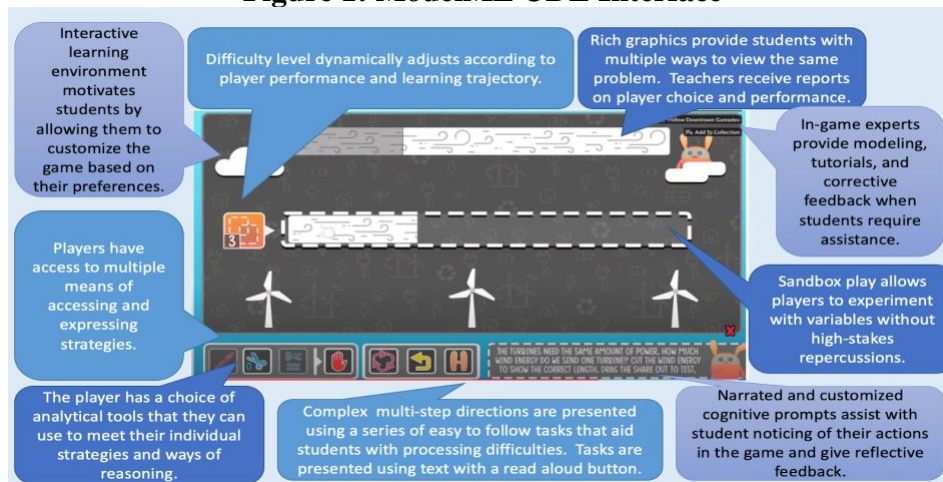 Figure 1: ModelME UDL Interface
Interactive
learning
environment
motivates
students by
allowing them to
customize the
game based on
their preferences.
Difficulty level dynamically adjusts according to
player performance and learning trajectory.
Rich graphics provide students with
multiple ways to view the same
problem. Teachers receive reports
on player choice and performance.
Follow Downtown Gamedev
Add To Collection
In-game experts
provide modeling,
tutorials, and
corrective
feedback when
students require
assistance.
3
Players have
access to multiple
means of
accessing and
expressing
strategies.
Sandbox play allows
players to experiment
with variables without
high-stakes
repercussions.
THE TURBINES NEED THE SAME AMOUNT OF POWER. HOW MUCH
WIND ENERGY DO WE SEND ONE TURBINE? CUT THE WIND ENERGY
TO SHOW THE CORRECT LENGTH. DRAG THE SHARE OUT TO TEST.
The player has a choice of
analytical tools that they can
use to meet their individual
strategies and ways of
reasoning.
Complex multi-step directions are presented
using a series of easy to follow tasks that aid
students with processing difficulties. Tasks are
presented using text with a read aloud button.
Narrated and customized
cognitive prompts assist with
student noticing of their actions
in the game and give reflective
feedback.